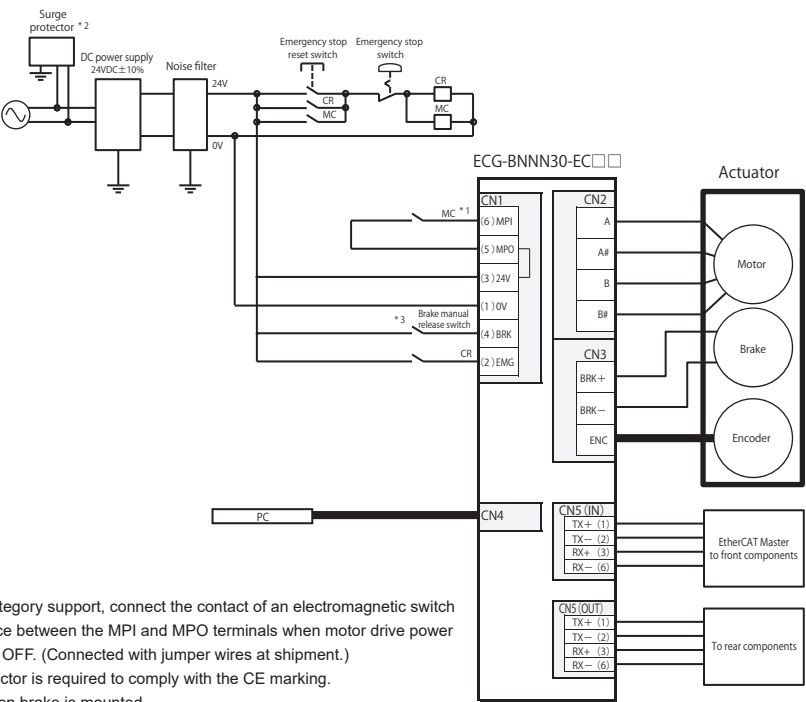 Surge
protector * 2
DC power supply
24VDC±10%
Noise filter
24V
0V
Emergency stop
reset switch
Emergency stop
switch
CR
MC
CR
MC
ECG-BNNN30-EC□□
Actuator
CN1
(6)MPI
(5)MPO
(3)24V
(1)0V
(4)BRK
(2)EMG
MC * 1
* 3
Brake manual
release switch
CR
CN2
A
A#
B
B#
CN3
BRK+
BRK−
ENC
Motor
Brake
Encoder
PC
CN4
CN5(IN)
TX+ (1)
TX− (2)
RX+ (3)
RX− (6)
EtherCAT Master
to front components
CN5(OUT)
TX+ (1)
TX− (2)
RX+ (3)
RX− (6)
To rear components
tegory support, connect the contact of an electromagnetic switch
ce between the MPI and MPO terminals when motor drive power
OFF. (Connected with jumper wires at shipment.)
ctor is required to comply with the CE marking.